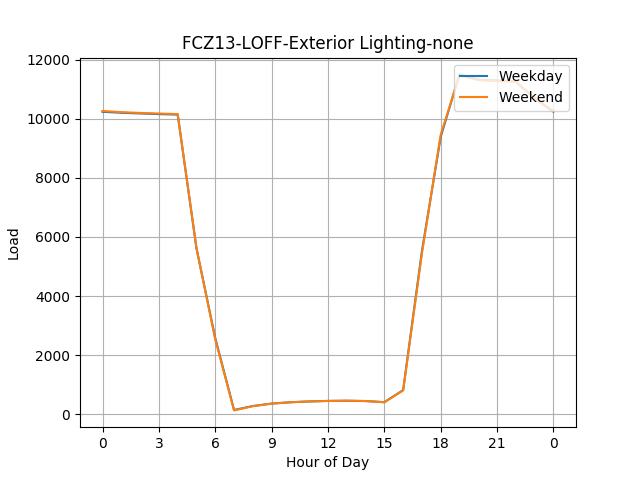 FCZ13-LOFF-Exterior Lighting-none
12000
10000
8000
6000
4000
2000
0
Load
Weekday
Weekend
0 3 6 9 12 15 18 21 0
Hour of Day